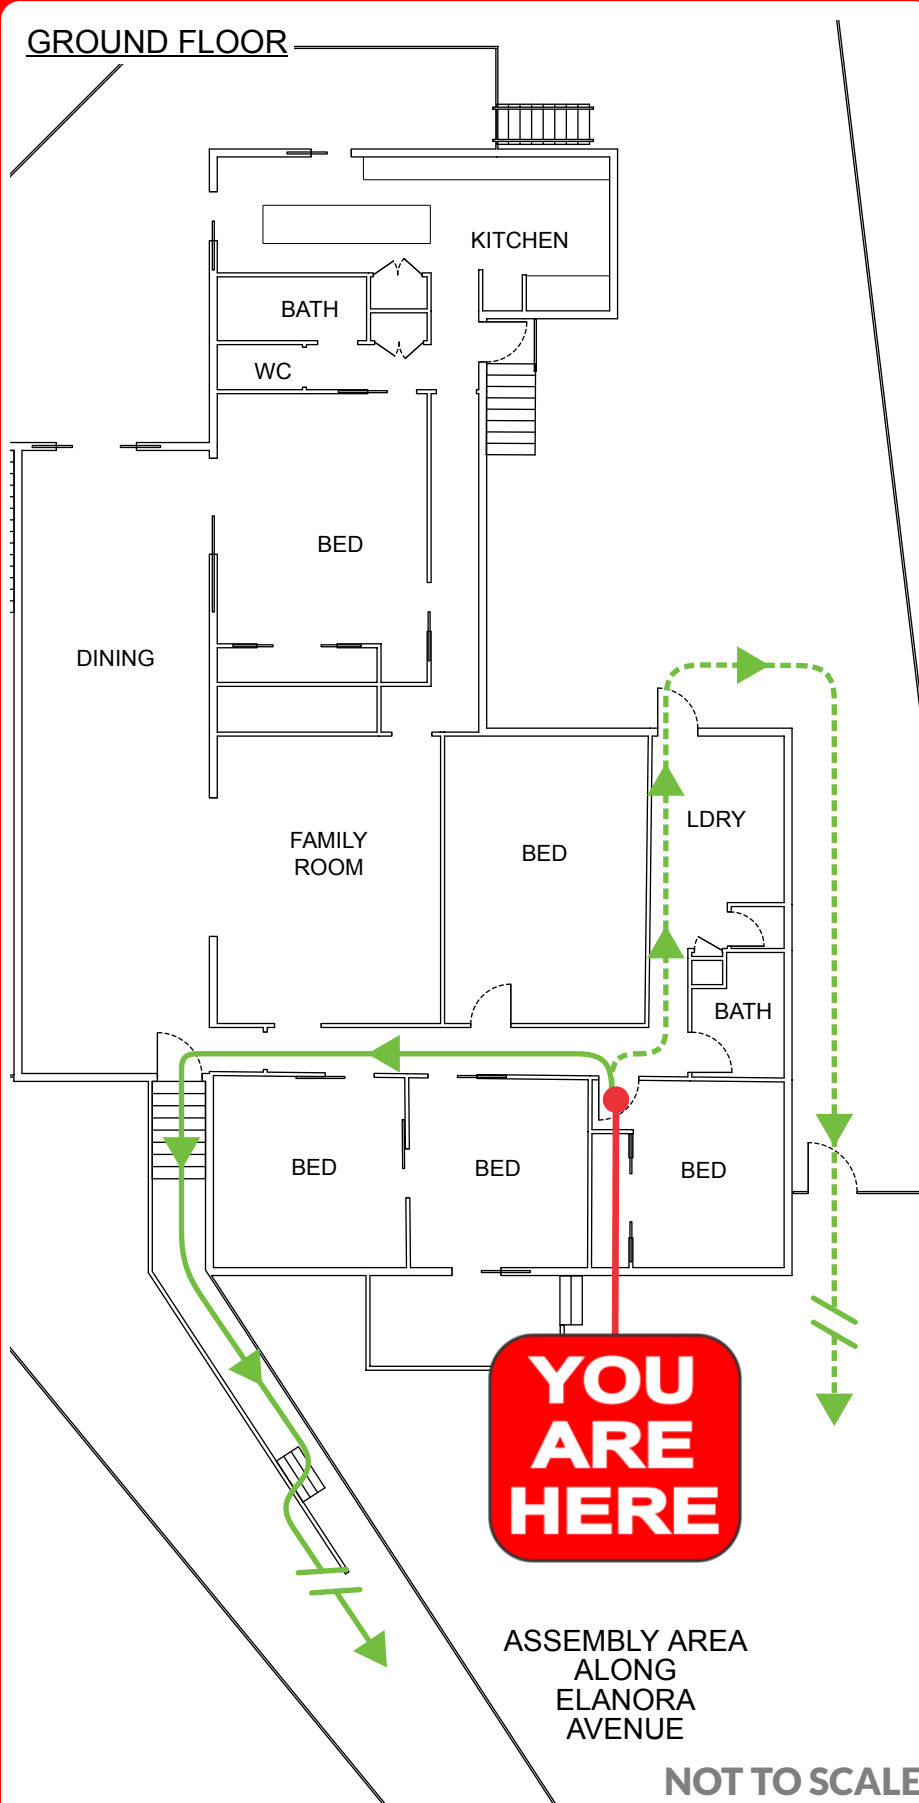 GROUND FLOOR
KITCHEN
BATH
WC
BED
DINING
LDRY
FAMILY
ROOM
BED
BATH
BED
BED
BED
YOU
ARE
HERE
ASSEMBLY AREA
ALONG
ELANORA
AVENUE
NOT TO SCALE